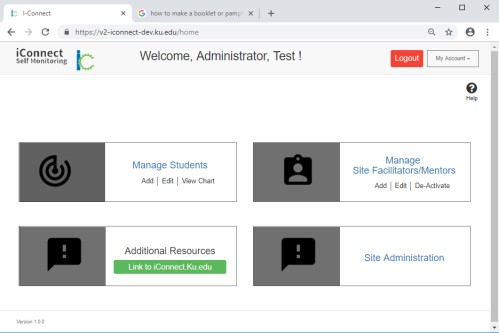 I-Connect
how to make a booklet or pamp
https://v2-iconnect-dev.ku.edu/home
iConnect
Self Monitoring
ic
Welcome, Administrator, Test !
Logout
My Account
Help
Manage Students
Add | Edit | View Chart
Manage
Site Facilitators/Mentors
Add | Edit | De-Activate
Additional Resources
Link to iConnect.Ku.edu
Site Administration
Version 1.0.0